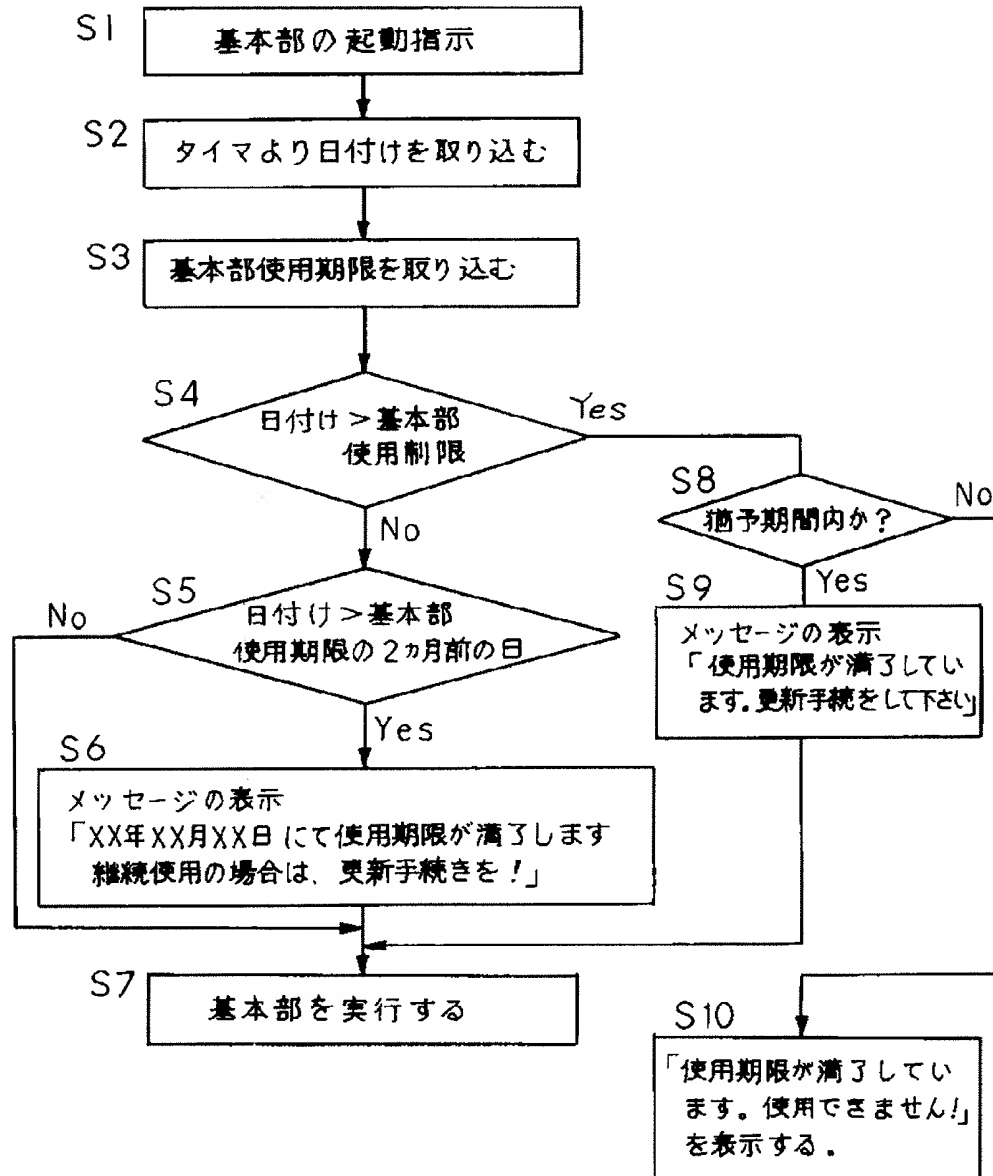 S1
基本部の起動指示
S2
タイマより日付けを取り込む
S3
基本部使用期限を取り込む
S4
日付け＞基本部
使用制限
Yes
No
S5
日付け＞基本部
使用期限の2ヵ月前の日
No
Yes
S6
メッセージの表示
「XX年XX月XX日にて使用期限が満了します
継続使用の場合は、更新手続きを！」
S7
基本部を実行する
S8
猶予期間内か？
No
Yes
S9
メッセージの表示
「使用期限が満了してい
ます。更新手続をして下さい」
S10
「使用期限が満了してい
ます。使用できません！」
を表示する。